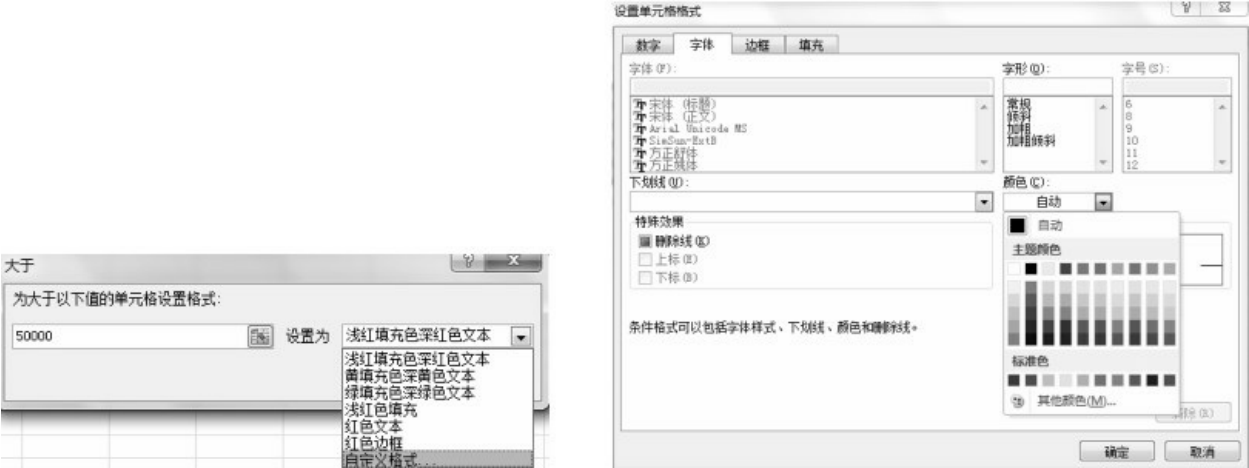 大于
为大于以下值的单元格设置格式:
50000
设置为
浅红填充色深红色文本
浅红填充色深红色文本
黄填充色深黄色文本
绿填充色深绿色文本
浅红色填充
红色文本
红色边框
自定义格式...
设置单元格格式
数字 字体 边框 填充
字体(F):
宋体 (标题)
宋体 (正文)
Arial Unicode MS
SimSun-ExtB
方正舒体
方正姚体
字形(O):
常规
倾斜
加粗
加粗倾斜
字号(S):
6
8
9
10
11
12
下划线(U):
颜色(C):
自动
自动
主题颜色
标准色
其他颜色(M)...
特殊效果
删除线(K)
上标(E)
下标(B)
条件格式可以包括字体样式、下划线、颜色和删除线。
确定 取消